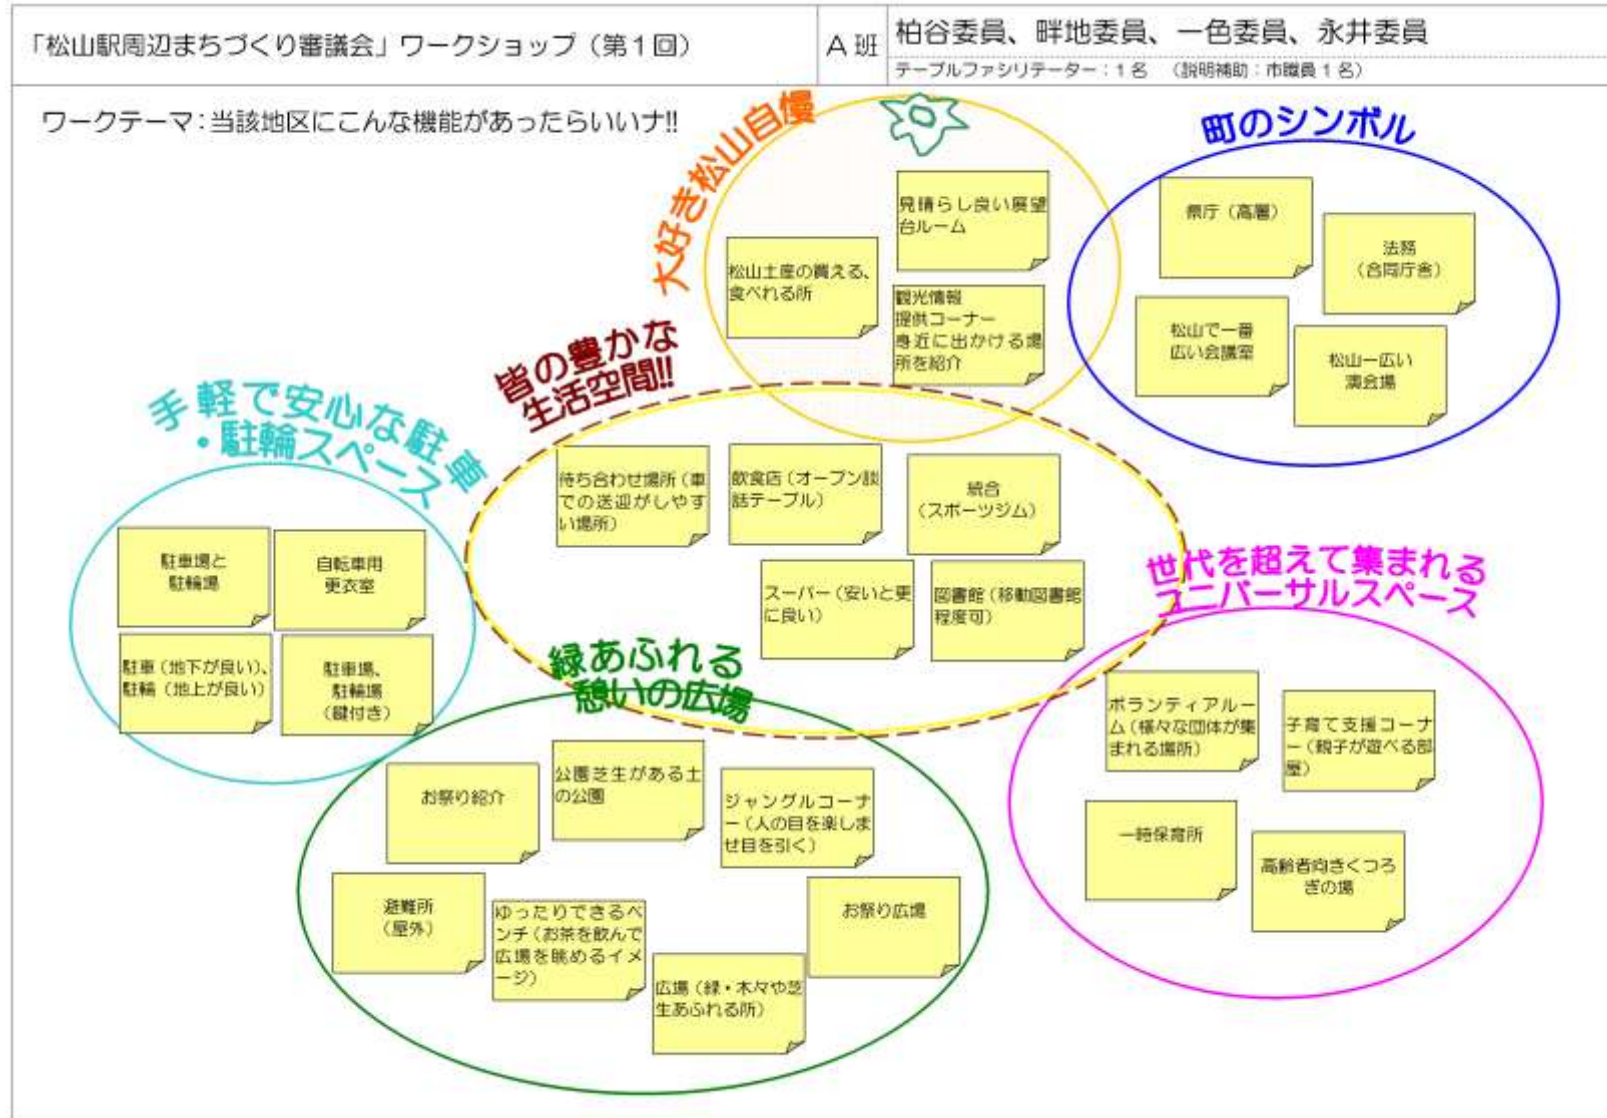 「松山駅周辺まちづくり審議会」ワークショップ（第１回）
Ａ 班
柏谷委員、畔地委員、一色委員、永井委員
テーブルファシリテーター：１名　（説明補助：市職員１名）
ワークテーマ：当該地区にこんな機能があったらいいナ!!
大好き松山自慢
見晴らし良い展望
台ルーム
松山土産の買える、
食べれる所
観光情報
提供コーナー
身近に出かける場
所を紹介
町のシンボル
県庁（高層）
法務
（合同庁舎）
松山で一番
広い会議室
松山一広い
演会場
皆の豊かな
生活空間!!
待ち合わせ場所（車
での送迎がしやす
い場所）
飲食店（オープン談
話テーブル）
統合
（スポーツジム）
スーパー（安いと更
に良い）
図書館（移動図書館
程度可）
手軽で安心な駐車
・駐輪スペース
駐車場と
駐輪場
自転車用
更衣室
駐車（地下が良い）、
駐輪（地上が良い）
駐車場、
駐輪場
（鍵付き）
緑あふれる
憩いの広場
お祭り紹介
公園芝生がある土
の公園
ジャングルコーナ
ー（人の目を楽しま
せ目を引く）
避難所
（屋外）
ゆったりできるベ
ンチ（お茶を飲んで
広場を眺めるイメ
ージ）
広場（緑・木々や芝
生あふれる所）
お祭り広場
世代を超えて集まれる
ユニバーサルスペース
ボランティアルー
ム（様々な団体が集
まれる場所）
子育て支援コーナ
ー（親子が遊べる部
屋）
一時保育所
高齢者向きくつろ
ぎの場